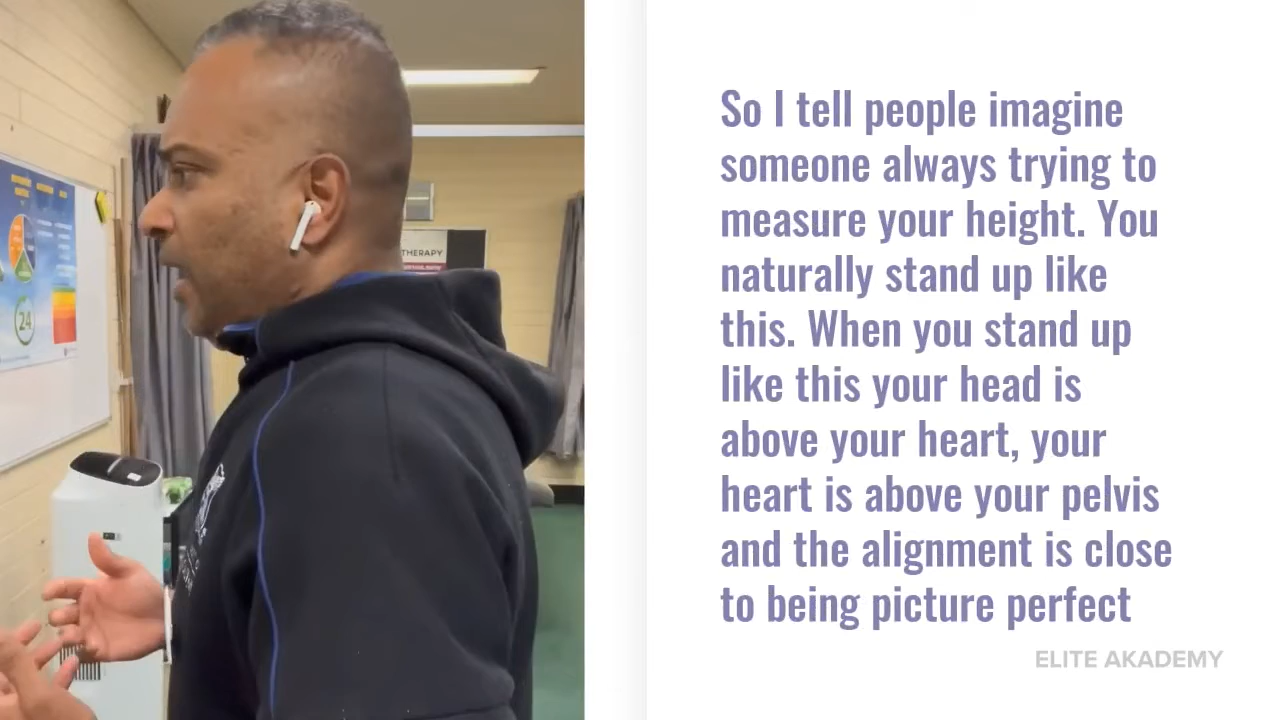 So I tell people imagine
someone always trying to
measure your height. You
naturally stand up like
this. When you stand up
like this your head is
above your heart, your
heart is above your pelvis
and the alignment is close
to being picture perfect
ELITE AKADEMY
THERAPY
24